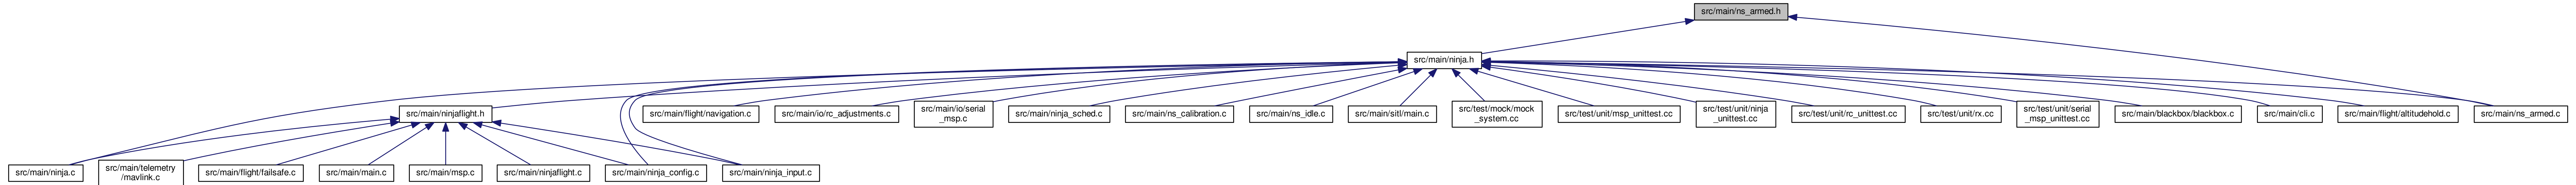 src/main/ns_armed.h
src/main/ninja.h
src/main/ninjaflight.h
src/main/flight/navigation.c
src/main/io/rc_adjustments.c
src/main/io/serial
_msp.c
src/main/ninja_sched.c
src/main/ns_calibration.c
src/main/ns_idle.c
src/main/sitl/main.c
src/test/mock/mock
_system.cc
src/test/unit/msp_unittest.cc
src/test/unit/ninja
_unittest.cc
src/test/unit/rc_unittest.cc
src/test/unit/rx.cc
src/test/unit/serial
_msp_unittest.cc
src/main/blackbox/blackbox.c
src/main/cli.c
src/main/flight/altitudehold.c
src/main/ns_armed.c
src/main/ninja.c
src/main/telemetry
/mavlink.c
src/main/flight/failsafe.c
src/main/main.c
src/main/msp.c
src/main/ninjaflight.c
src/main/ninja_config.c
src/main/ninja_input.c